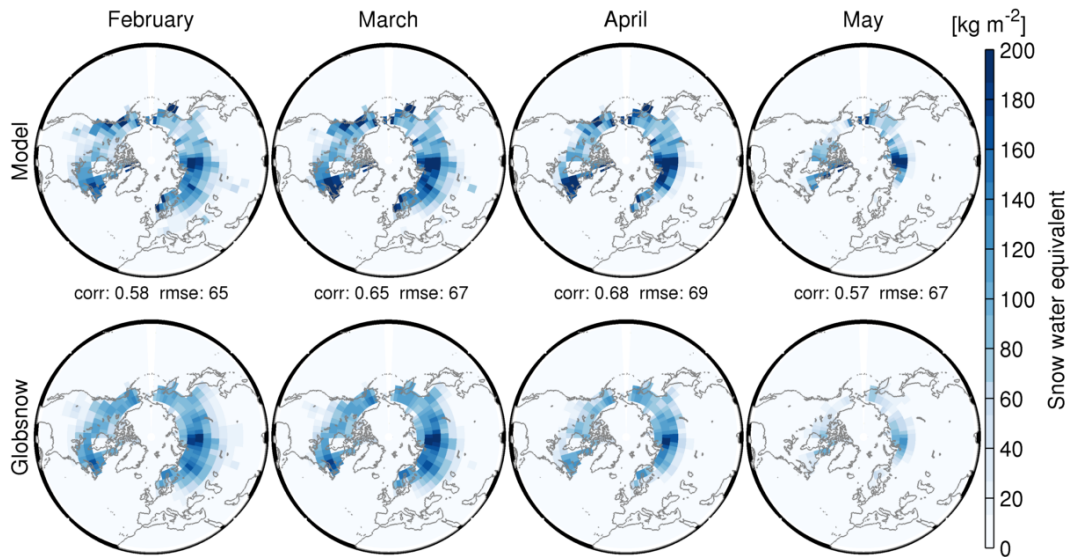 February
March
April
May
[kg m⁻²]
Model
corr: 0.58 rmse: 65
corr: 0.65 rmse: 67
corr: 0.68 rmse: 69
corr: 0.57 rmse: 67
Globsnow
200
180
160
140
120
100
80
60
40
20
0
Snow water equivalent